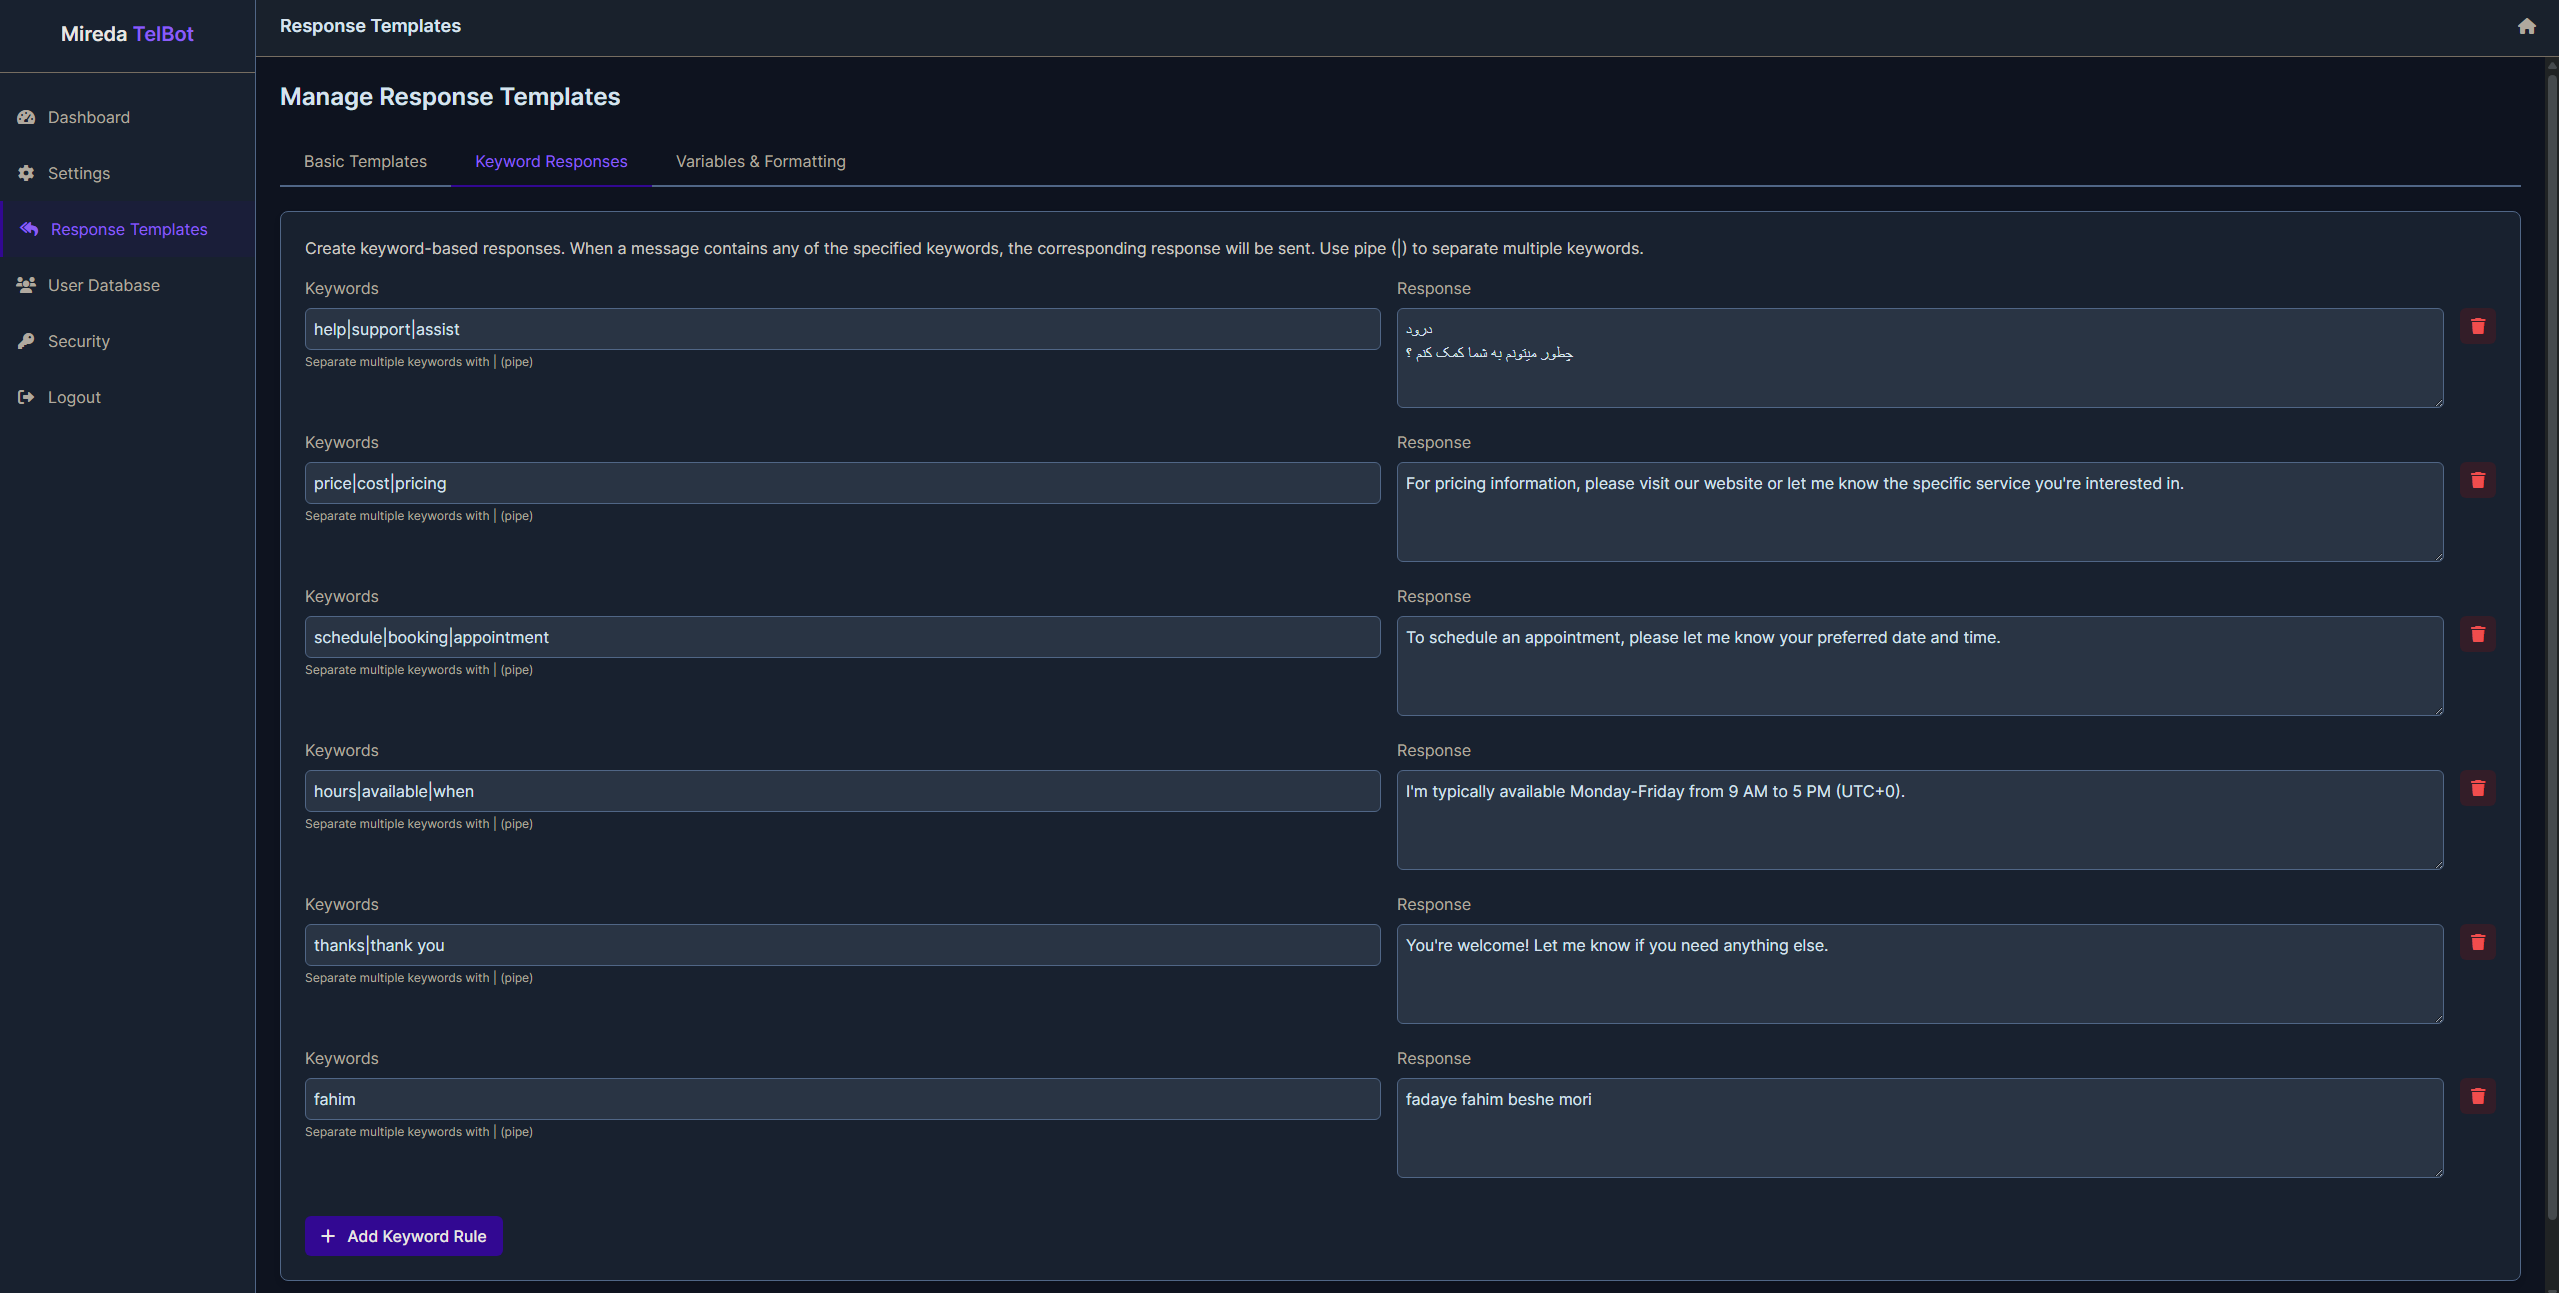 Mireda TelBot
Dashboard
Settings
Response Templates
User Database
Security
Logout
Response Templates
Manage Response Templates
Basic Templates
Keyword Responses
Variables & Formatting
Create keyword-based responses. When a message contains any of the specified keywords, the corresponding response will be sent. Use pipe (|) to separate multiple keywords.
Keywords
help|support|assist
Separate multiple keywords with | (pipe)
Response
درود
چطور میتونم به شما کمک کنم ؟
Keywords
price|cost|pricing
Separate multiple keywords with | (pipe)
Response
For pricing information, please visit our website or let me know the specific service you're interested in.
Keywords
schedule|booking|appointment
Separate multiple keywords with | (pipe)
Response
To schedule an appointment, please let me know your preferred date and time.
Keywords
hours|available|when
Separate multiple keywords with | (pipe)
Response
I'm typically available Monday-Friday from 9 AM to 5 PM (UTC+0).
Keywords
thanks|thank you
Separate multiple keywords with | (pipe)
Response
You're welcome! Let me know if you need anything else.
Keywords
fahim
Separate multiple keywords with | (pipe)
Response
fadaye fahim beshe mori
+ Add Keyword Rule